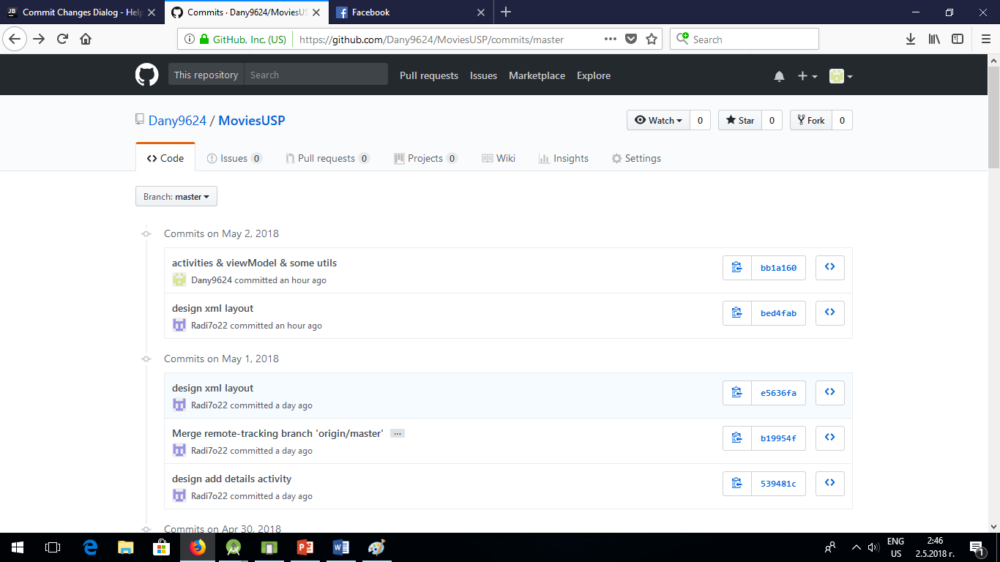 Commit Changes Dialog - Help
Commits · Dany9624/MoviesUS
Facebook
GitHub, Inc. (US)
https://github.com/Dany9624/MoviesUSP/commits/master
Search
This repository
Search
Pull requests
Issues
Marketplace
Explore
Dany9624 / MoviesUSP
Watch 0
Star 0
Fork 0
Code
Issues 0
Pull requests 0
Projects 0
Wiki
Insights
Settings
Branch: master
Commits on May 2, 2018
activities & viewModel & some utils
Dany9624 committed an hour ago
bb1a160
design xml layout
Radi7o22 committed an hour ago
bed4fab
Commits on May 1, 2018
design xml layout
Radi7o22 committed a day ago
e5636fa
Merge remote-tracking branch 'origin/master' …
Radi7o22 committed a day ago
b19954f
design add details activity
Radi7o22 committed a day ago
539481c
Commits on Apr 30, 2018
ENG
US
2:46
2.5.2018 г.
1